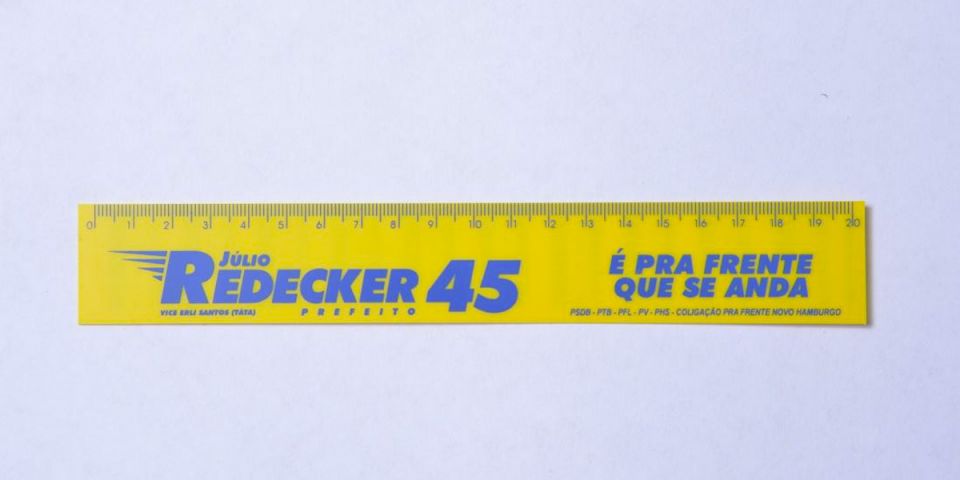 0 1 2 3 4 5 6 7 8 9 10 11 12 13 14 15 16 17 18 19 20
JÚLIO
REDECKER 45
VICE ERLI SANTOS (TATA) PREFEITO
É PRA FRENTE
QUE SE ANDA
PSDB - PTB - PFL - PV - PHS - COLIGAÇÃO PRA FRENTE NOVO HAMBURGO